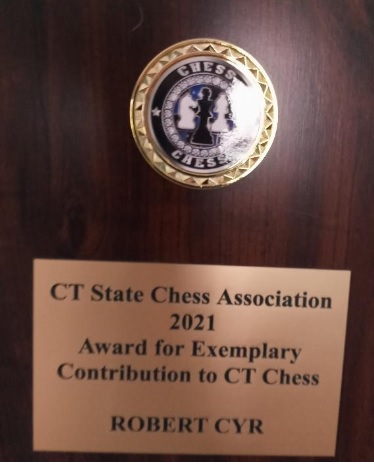 CHESS
CHESS
CT State Chess Association
2021
Award for Exemplary
Contribution to CT Chess
ROBERT CYR